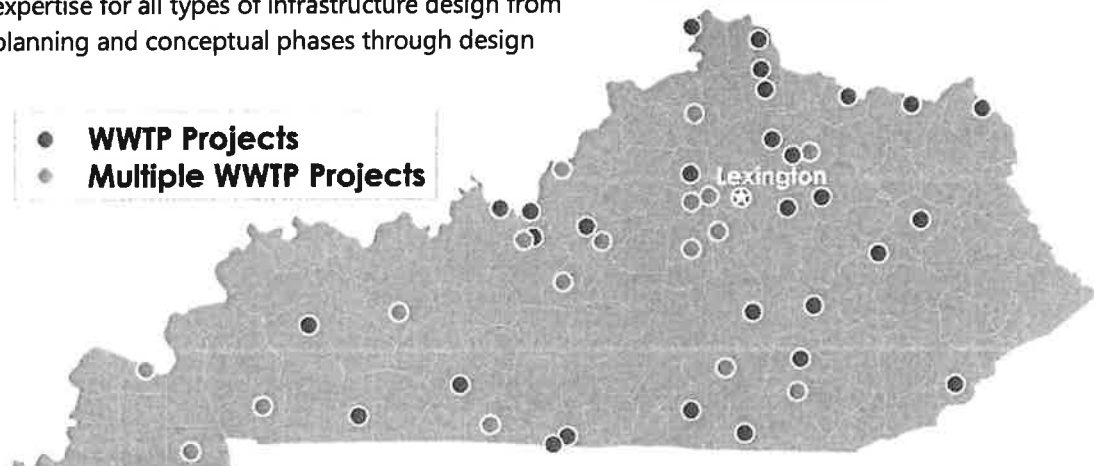 expertise for all types of infrastructure design from
planning and conceptual phases through design
WWTP Projects
Multiple WWTP Projects
Lexington